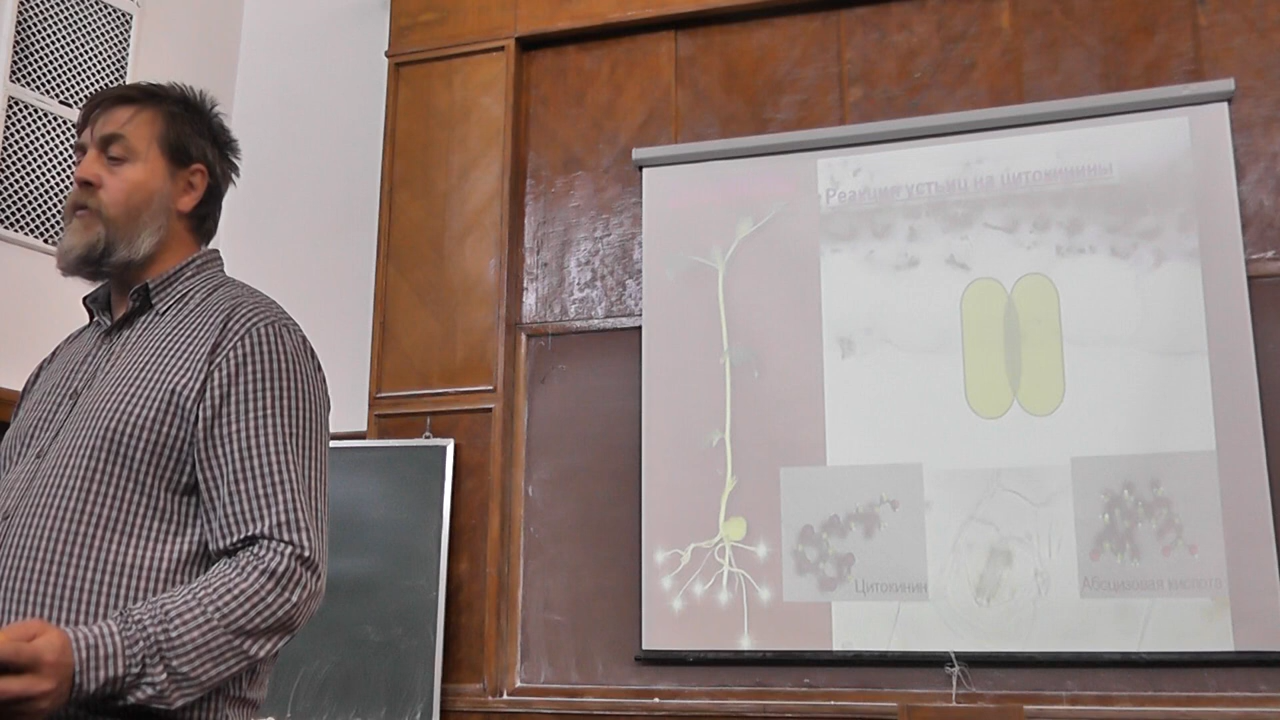 Реакция устьиц на цитокинины
Цитокинин
Абсцизовая кислота